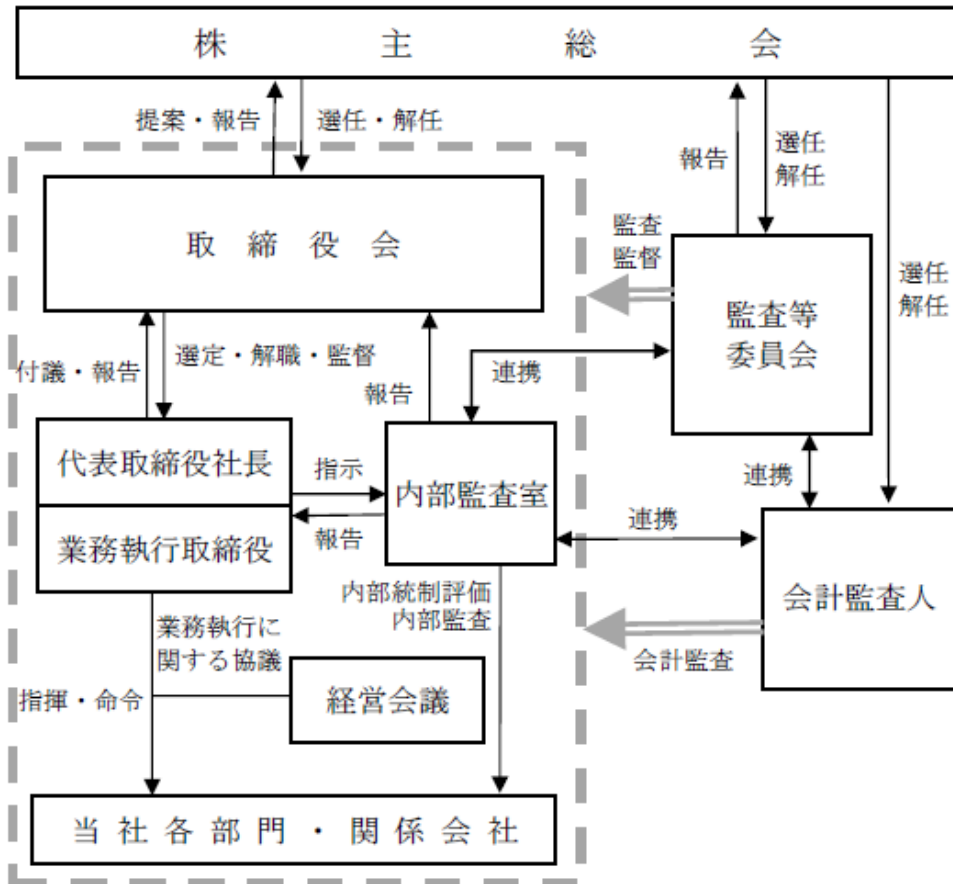 株主総会
提案・報告
選任・解任
報告
選任
解任
取締役会
監査
監督
監査等
委員会
選任
解任
付議・報告
選定・解職・監督
報告
連携
代表取締役社長
業務執行取締役
指示
報告
内部監査室
連携
連携
会計監査人
内部統制評価
内部監査
業務執行に
関する協議
会計監査
指揮・命令
経営会議
当社各部門・関係会社